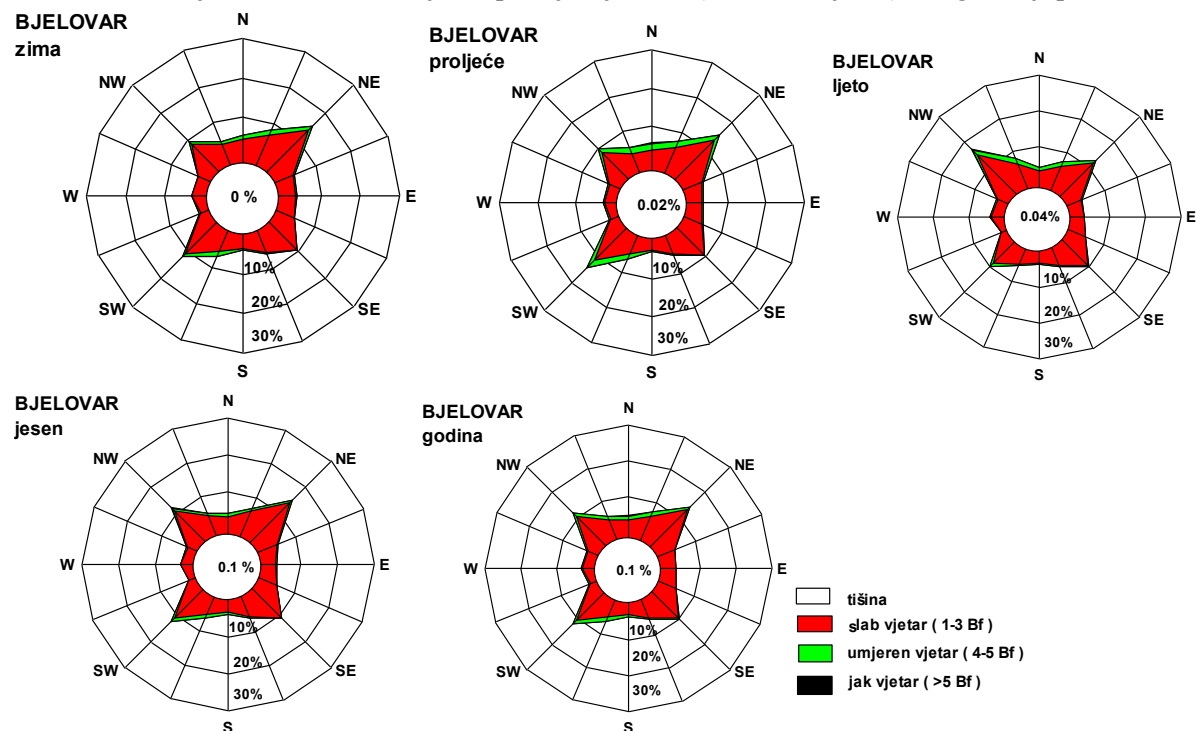 BJELOVAR
zima
N
NE
E
SE
S
SW
W
NW
0 %
10%
20%
30%
BJELOVAR
proljeće
N
NE
E
SE
S
SW
W
NW
0.02%
10%
20%
30%
BJELOVAR
ljeto
N
NE
E
SE
S
SW
W
NW
0.04%
10%
20%
30%
BJELOVAR
jesen
N
NE
E
SE
S
SW
W
NW
0.1 %
10%
20%
30%
BJELOVAR
godina
N
NE
E
SE
S
SW
W
NW
0.1 %
10%
20%
30%
tišina
slab vjetar ( 1-3 Bf )
umjeren vjetar ( 4-5 Bf )
jak vjetar ( >5 Bf )